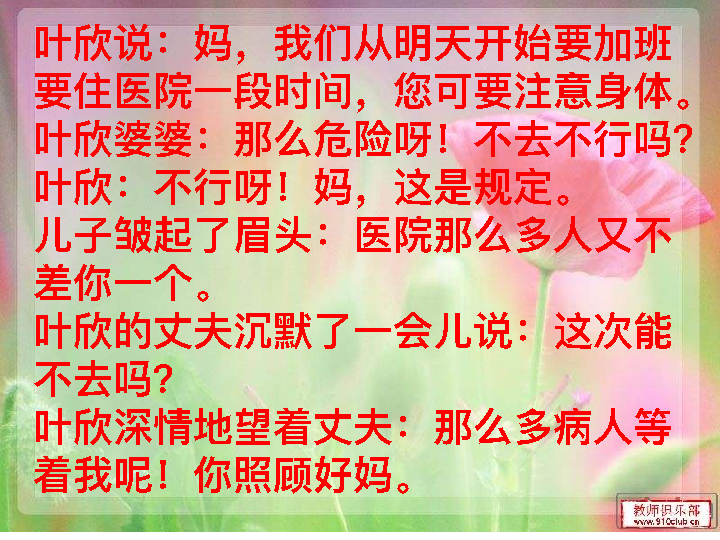 叶欣说：妈，我们从明天开始要加班
要住医院一段时间，您可要注意身体。
叶欣婆婆：那么危险呀！不去不行吗？
叶欣：不行呀！妈，这是规定。
儿子皱起了眉头：医院那么多人又不
差你一个。
叶欣的丈夫沉默了一会儿说：这次能
不去吗？
叶欣深情地望着丈夫：那么多病人等
着我呢！你照顾好妈。
教师俱乐部
www.910club.cn